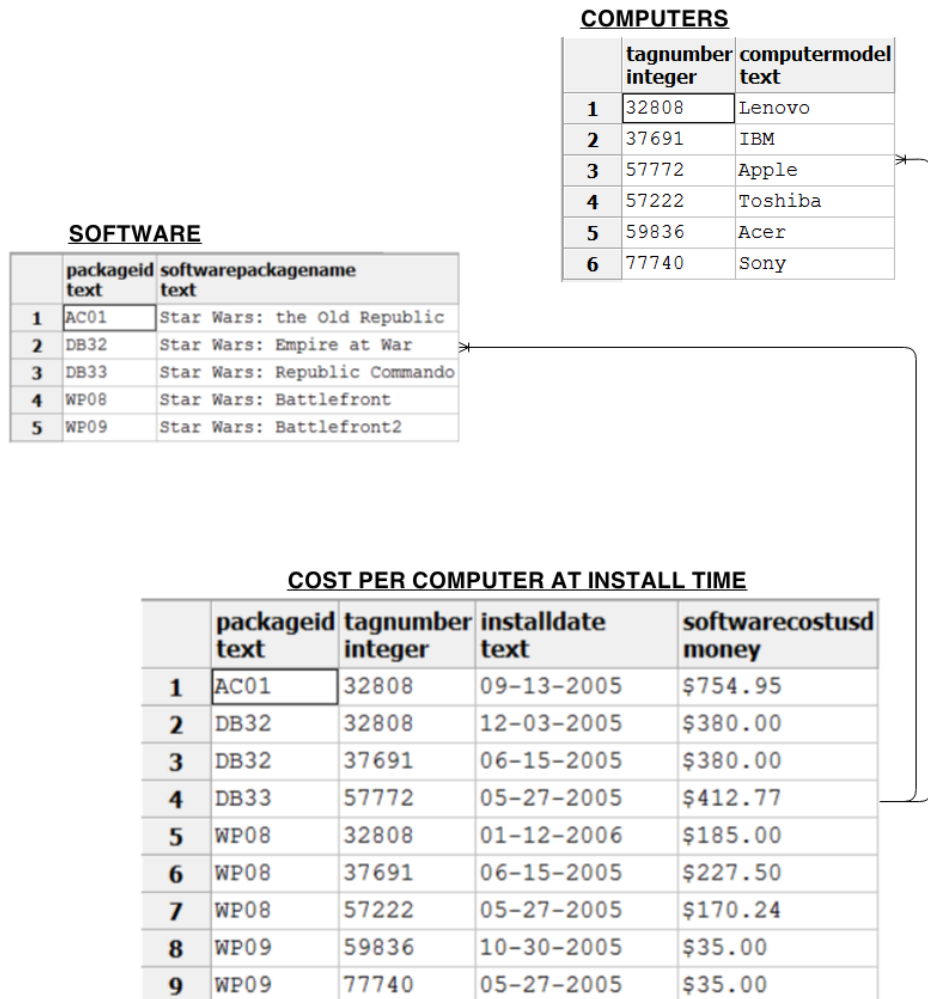 COMPUTERS
tagnumber computermodel
integer text
1 32808 Lenovo
2 37691 IBM
3 57772 Apple
4 57222 Toshiba
5 59836 Acer
6 77740 Sony
SOFTWARE
packageid softwarepackagename
text text
1 AC01 Star Wars: the Old Republic
2 DB32 Star Wars: Empire at War
3 DB33 Star Wars: Republic Commando
4 WP08 Star Wars: Battlefront
5 WP09 Star Wars: Battlefront2
COST PER COMPUTER AT INSTALL TIME
packageid tagnumber installdate softwarecostusd
text integer text money
1 AC01 32808 09-13-2005 $754.95
2 DB32 32808 12-03-2005 $380.00
3 DB32 37691 06-15-2005 $380.00
4 DB33 57772 05-27-2005 $412.77
5 WP08 32808 01-12-2006 $185.00
6 WP08 37691 06-15-2005 $227.50
7 WP08 57222 05-27-2005 $170.24
8 WP09 59836 10-30-2005 $35.00
9 WP09 77740 05-27-2005 $35.00